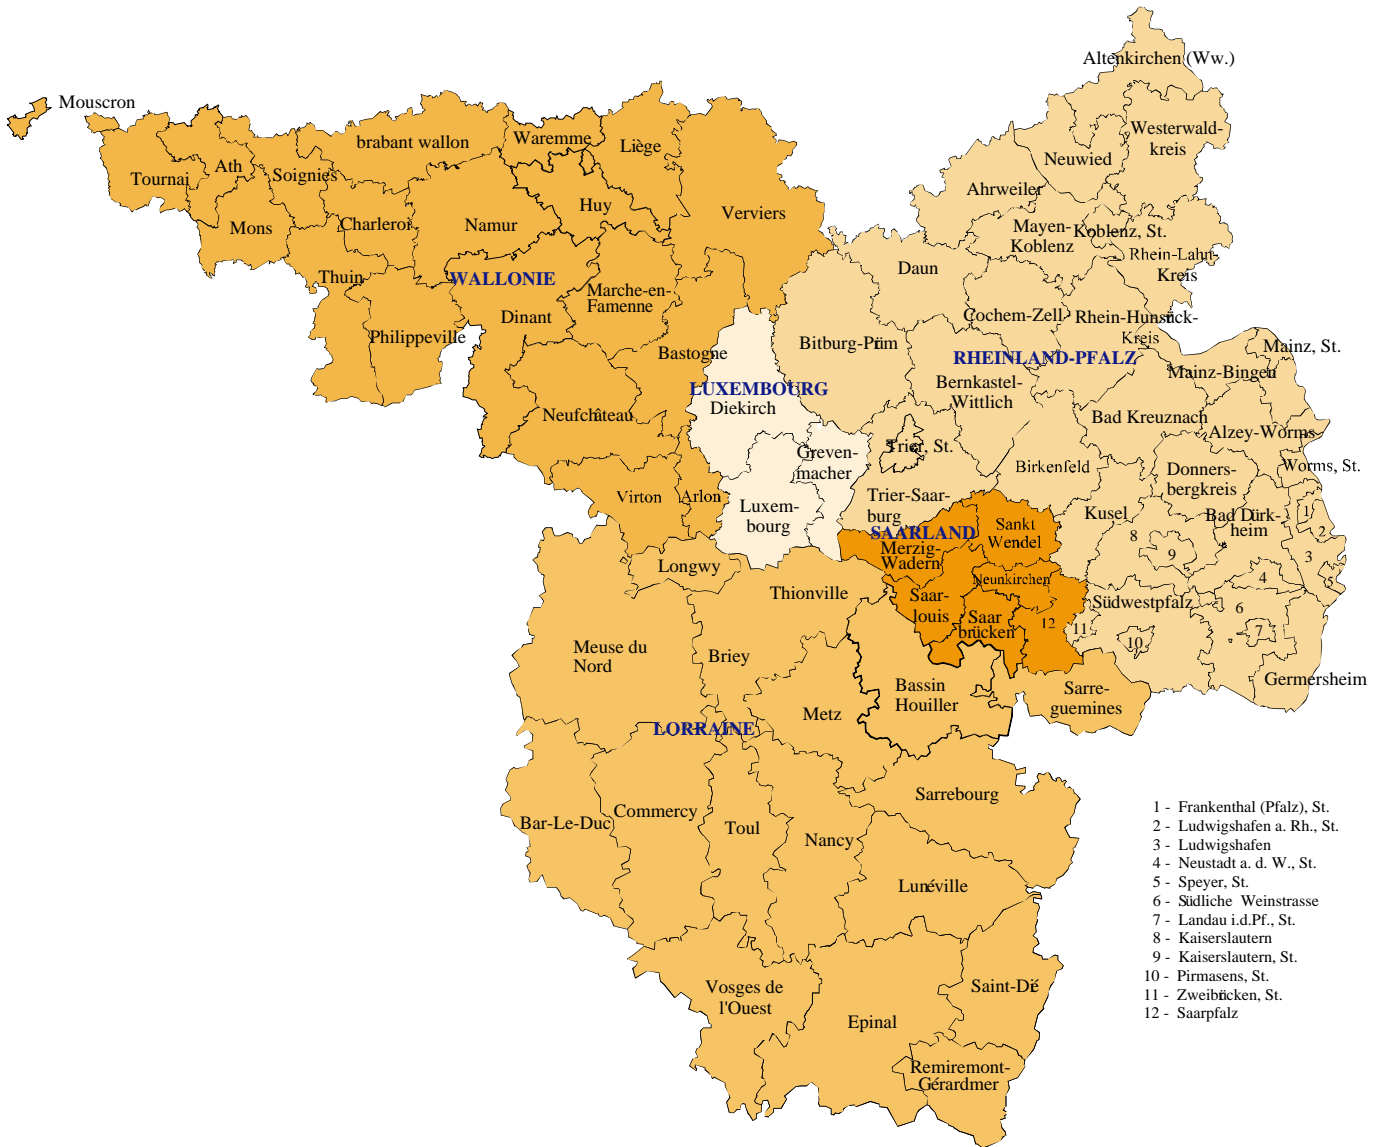 Altenkirchen (Ww.)
Mouscron
Westerwald-
kreis
brabant wallon
Waremme
Liège
Neuwied
Ath
Soignies
Tournai
Ahrweiler
Huy
Verviers
Mons
Charleroi
Namur
Mayen-
Koblenz
Koblenz, St.
Rhein-Lahn-
Kreis
Daun
Thuin
WALLONIE
Marche-en-
Famenne
Dinant
Cochem-Zell
Rhein-Hunsrück-
Kreis
Philippeville
Bitburg-Prüm
Mainz, St.
Bastogne
RHEINLAND-PFALZ
Mainz-Bingen
LUXEMBOURG
Diekirch
Bernkastel-
Wittlich
Neufchâteau
Bad Kreuznach
Alzey-Worms
Trier, St.
Greven-
macher
Birkenfeld
Donners-
bergkreis
Worms, St.
Virton
Arlon
Luxem-
bourg
Trier-Saar-
burg
Kusel
Bad Dürk-
heim
1
2
SAARLAND
Sankt
Wendel
8
9
3
Merzig-
Wadern
Longwy
Neunkirchen
4
5
Thionville
Saar-
louis
Saar
brücken
12
Südwestpfalz
6
11
7
10
Meuse du
Nord
Briey
Bassin
Houiller
Sarre-
guemines
Germersheim
Metz
LORRAINE
Sarrebourg
Commercy
Bar-Le-Duc
Toul
Nancy
Lunéville
Vosges de
l'Ouest
Saint-Dié
Epinal
Remiremont-
Gérardmer
1 - Frankenthal (Pfalz), St.
2 - Ludwigshafen a. Rh., St.
3 - Ludwigshafen
4 - Neustadt a. d. W., St.
5 - Speyer, St.
6 - Südliche Weinstrasse
7 - Landau i.d.Pf., St.
8 - Kaiserslautern
9 - Kaiserslautern, St.
10 - Pirmasens, St.
11 - Zweibrücken, St.
12 - Saarpfalz